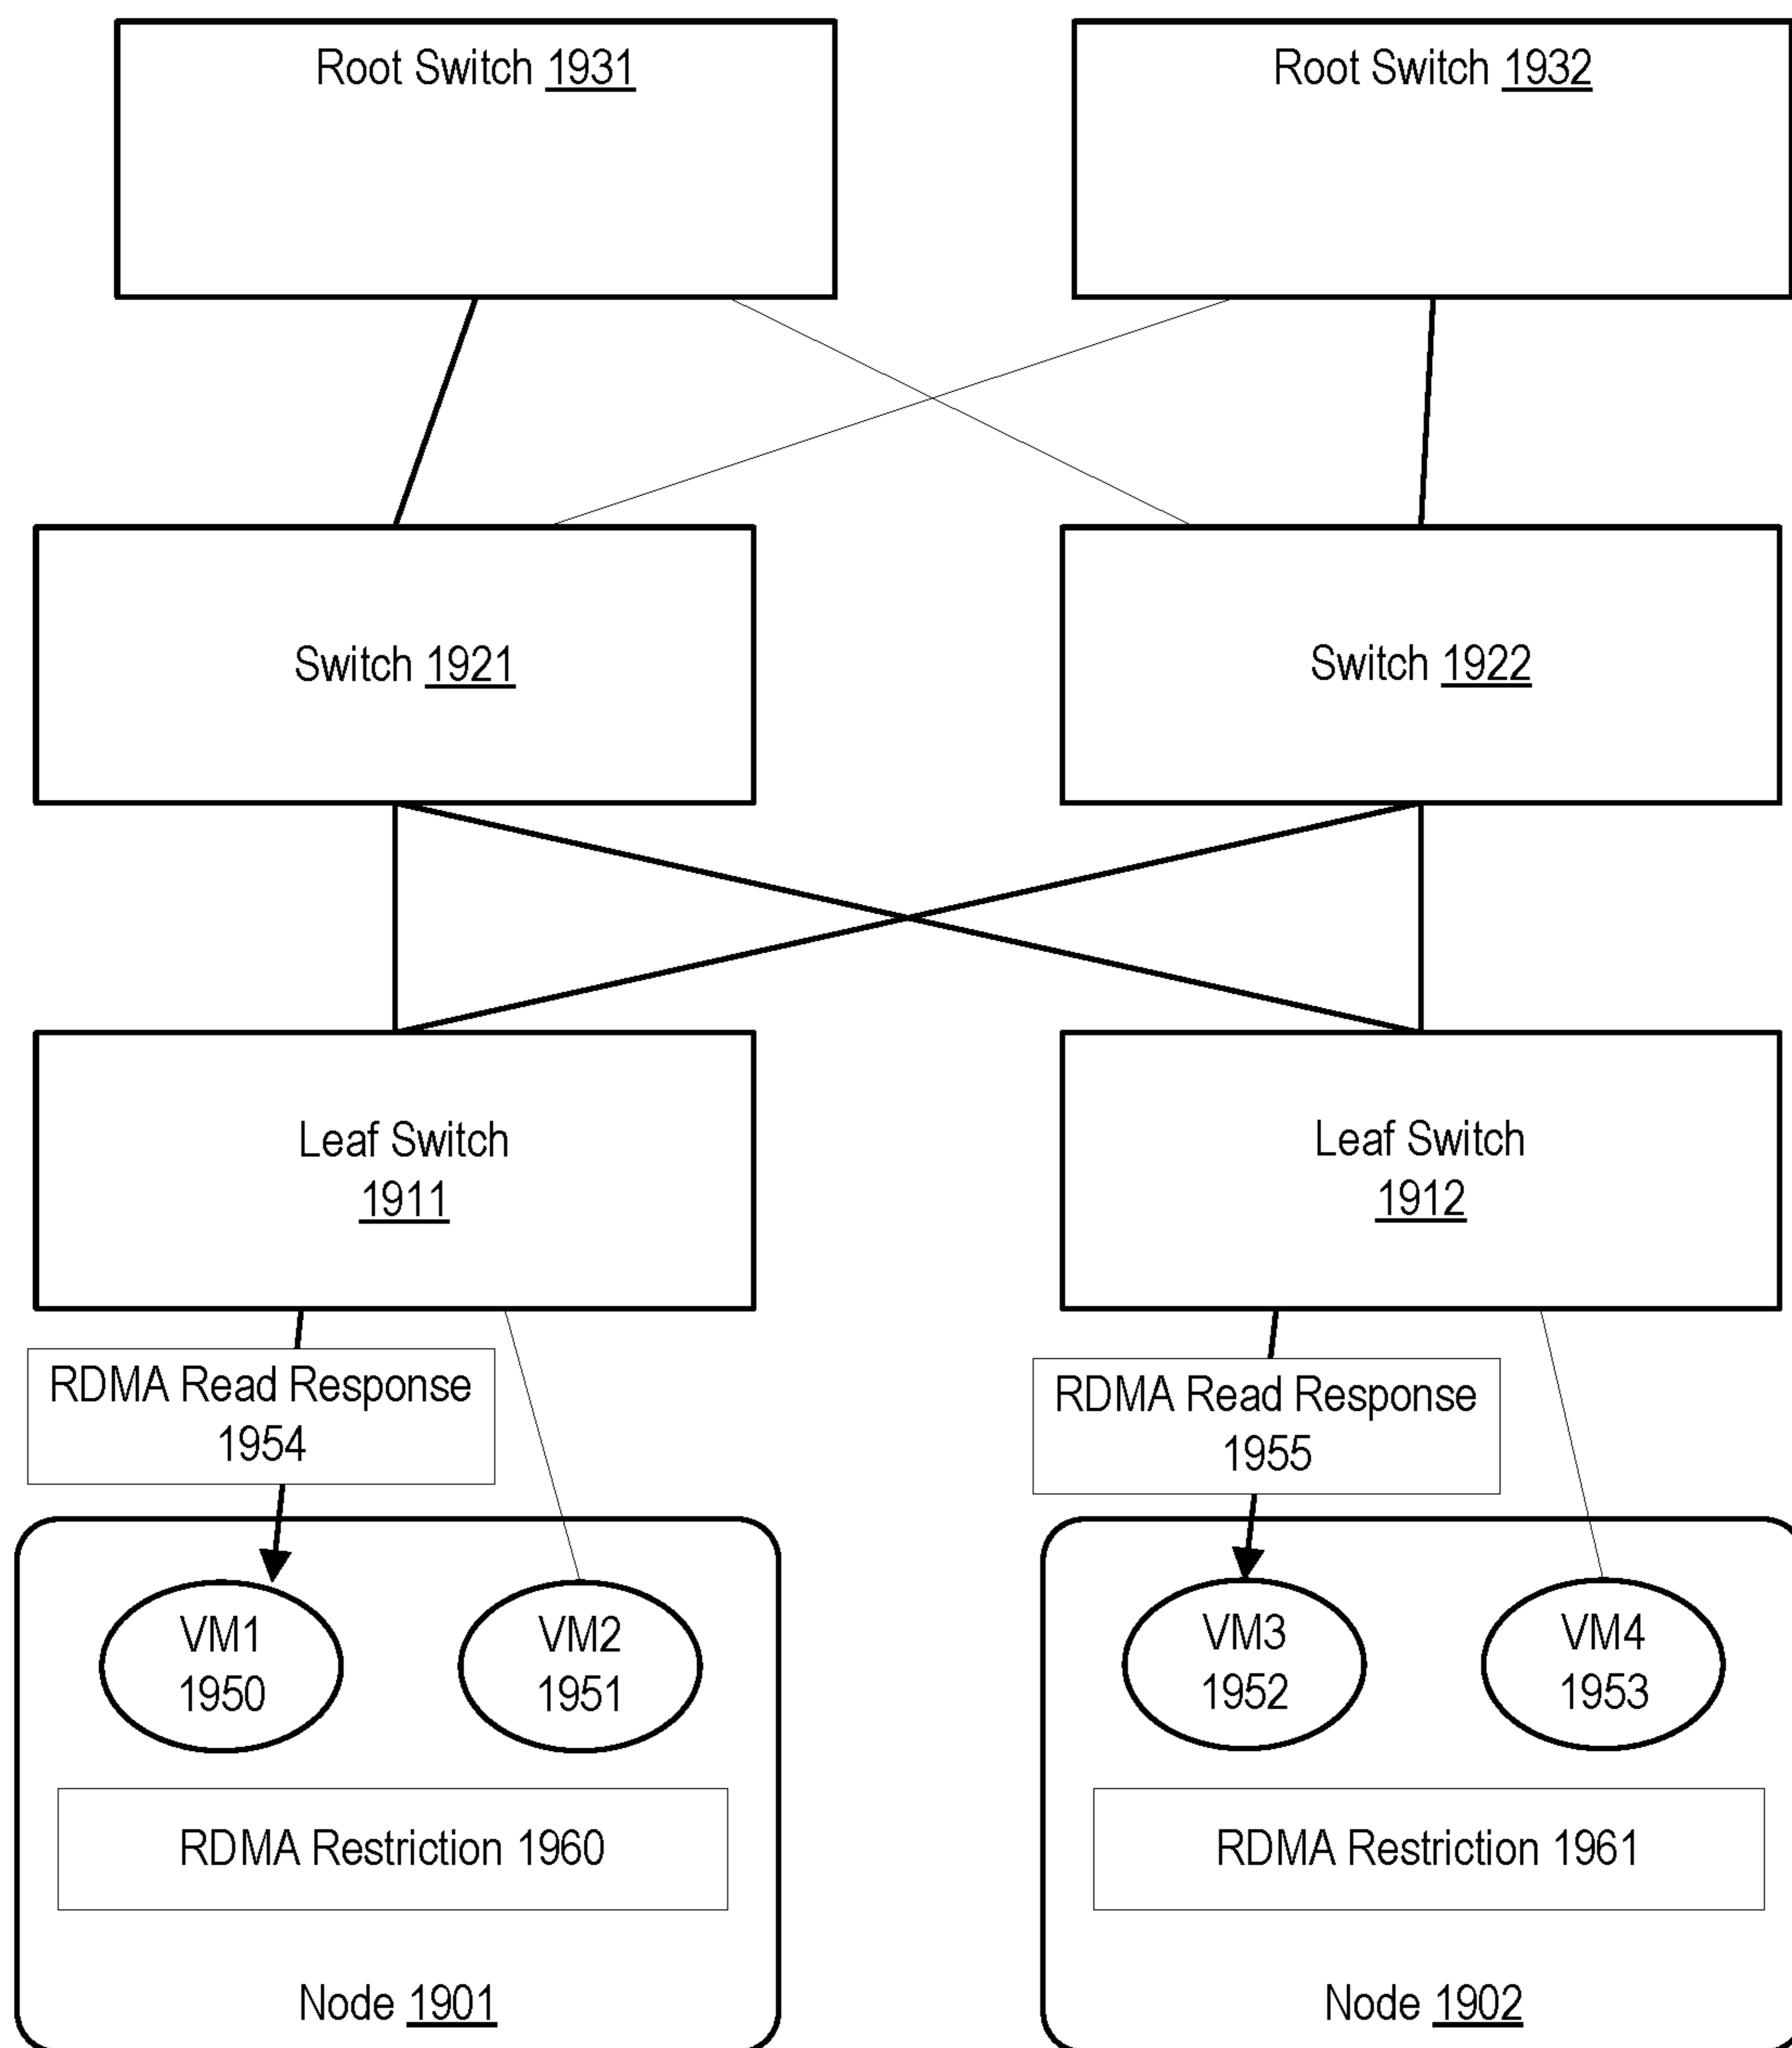 Root Switch 1931
Root Switch 1932
Switch 1921
Switch 1922
Leaf Switch
1911
Leaf Switch
1912
RDMA Read Response
1954
RDMA Read Response
1955
VM1
1950
VM2
1951
VM3
1952
VM4
1953
RDMA Restriction 1960
RDMA Restriction 1961
Node 1901
Node 1902